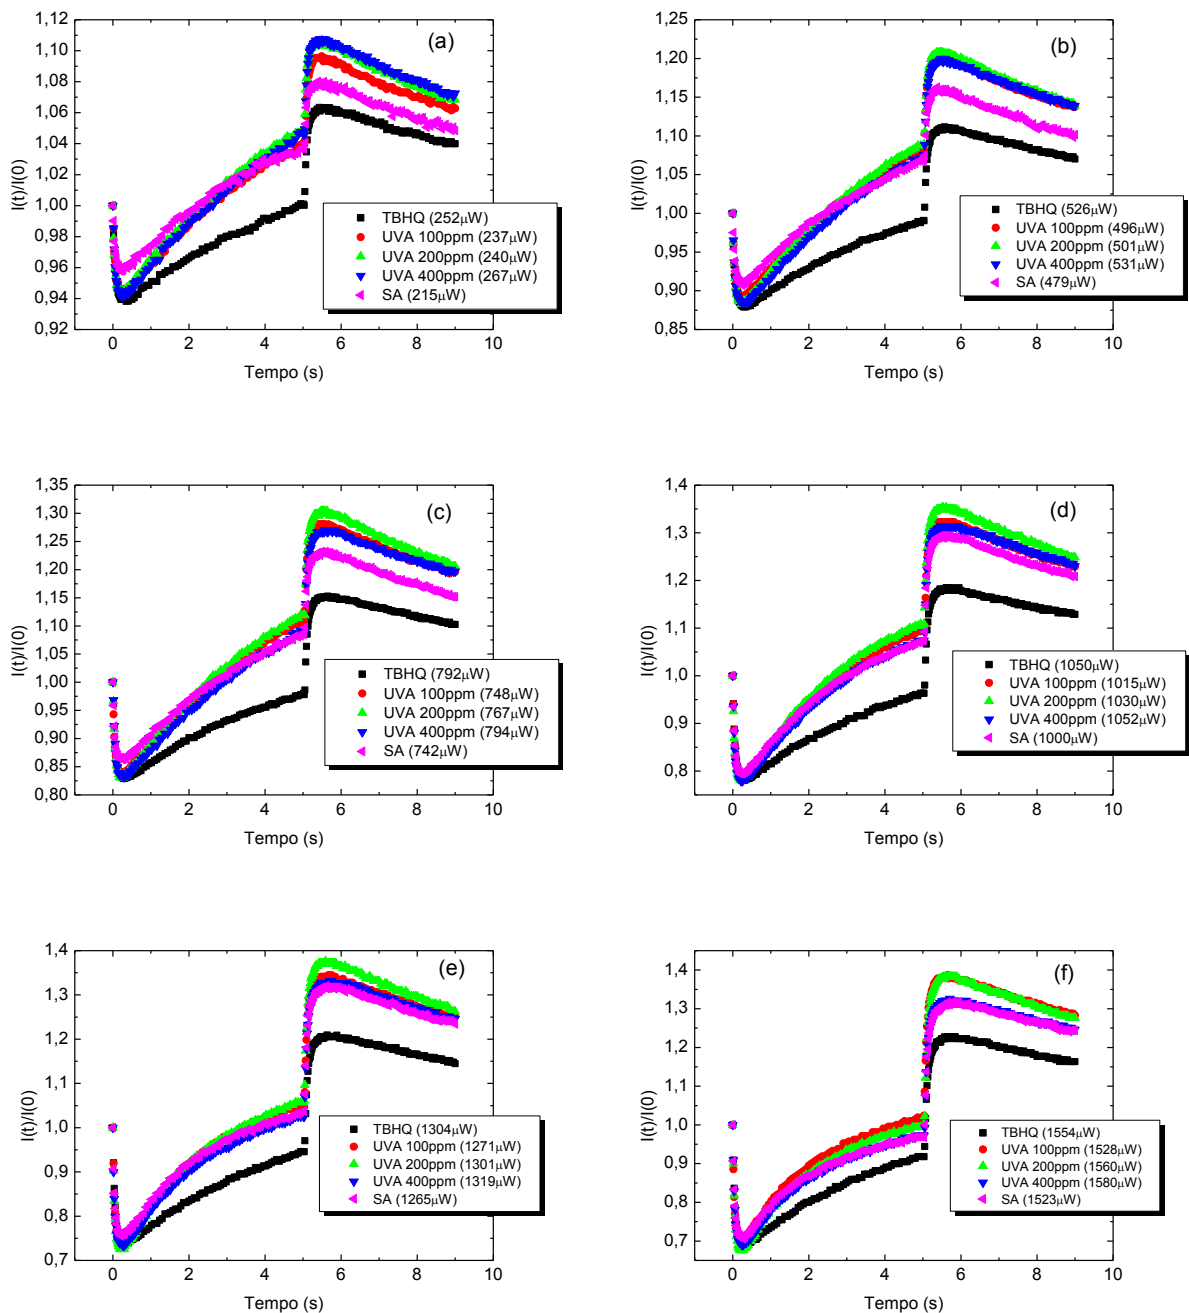 (a)
I(t)/I(0)
1,12
1,10
1,08
1,06
1,04
1,02
1,00
0,98
0,96
0,94
0,92
TBHQ (252μW)
UVA 100ppm (237μW)
UVA 200ppm (240μW)
UVA 400ppm (267μW)
SA (215μW)
0 2 4 6 8 10
Tempo (s)
(b)
I(t)/I(0)
1,25
1,20
1,15
1,10
1,05
1,00
0,95
0,90
0,85
TBHQ (526μW)
UVA 100ppm (496μW)
UVA 200ppm (501μW)
UVA 400ppm (531μW)
SA (479μW)
0 2 4 6 8 10
Tempo (s)
(c)
I(t)/I(0)
1,35
1,30
1,25
1,20
1,15
1,10
1,05
1,00
0,95
0,90
0,85
0,80
TBHQ (792μW)
UVA 100ppm (748μW)
UVA 200ppm (767μW)
UVA 400ppm (794μW)
SA (742μW)
0 2 4 6 8 10
Tempo (s)
(d)
I(t)/I(0)
1,4
1,3
1,2
1,1
1,0
0,9
0,8
TBHQ (1050μW)
UVA 100ppm (1015μW)
UVA 200ppm (1030μW)
UVA 400ppm (1052μW)
SA (1000μW)
0 2 4 6 8 10
Tempo (s)
(e)
I(t)/I(0)
1,4
1,3
1,2
1,1
1,0
0,9
0,8
0,7
TBHQ (1304μW)
UVA 100ppm (1271μW)
UVA 200ppm (1301μW)
UVA 400ppm (1319μW)
SA (1265μW)
0 2 4 6 8 10
Tempo (s)
(f)
I(t)/I(0)
1,4
1,3
1,2
1,1
1,0
0,9
0,8
0,7
TBHQ (1554μW)
UVA 100ppm (1528μW)
UVA 200ppm (1560μW)
UVA 400ppm (1580μW)
SA (1523μW)
0 2 4 6 8 10
Tempo (s)